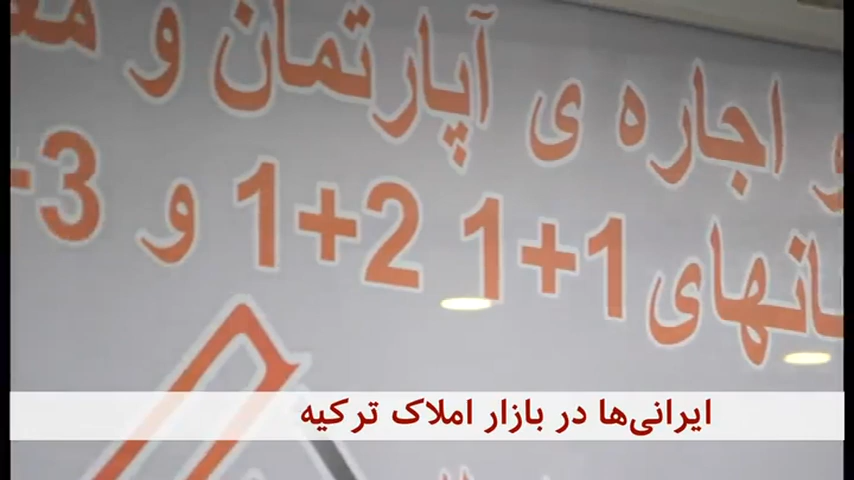 و اجاره ی آپارتمان و
1+1 1+2 و 3+
ایرانی‌ها در بازار املاک ترکیه